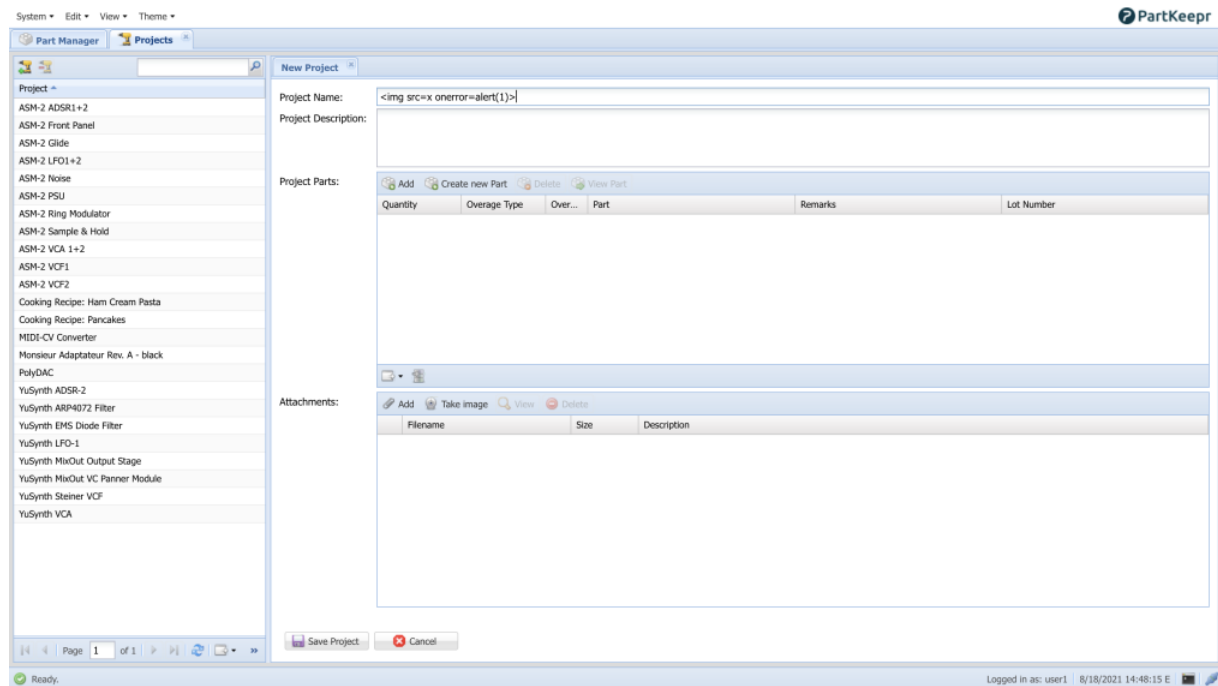 System Edit View Theme
PartKeepr
Part Manager Projects
New Project
Project
ASM-2 ADSR1+2
ASM-2 Front Panel
ASM-2 Glide
ASM-2 LFO1+2
ASM-2 Noise
ASM-2 PSU
ASM-2 Ring Modulator
ASM-2 Sample & Hold
ASM-2 VCA 1+2
ASM-2 VCF1
ASM-2 VCF2
Cooking Recipe: Ham Cream Pasta
Cooking Recipe: Pancakes
MIDI-CV Converter
Monsieur Adaptateur Rev. A - black
PolyDAC
YuSynth ADSR-2
YuSynth ARP4072 Filter
YuSynth EMS Diode Filter
YuSynth LFO-1
YuSynth MixOut Output Stage
YuSynth MixOut VC Panner Module
YuSynth Steiner VCF
YuSynth VCA
Page 1 of 1
Project Name: <img src=x onerror=alert(1)>
Project Description:
Project Parts:
Add Create new Part Delete View Part
Quantity Overage Type Over... Part Remarks Lot Number
Attachments:
Add Take image View Delete
Filename Size Description
Save Project Cancel
Ready.
Logged in as: user1 8/18/2021 14:48:15 E